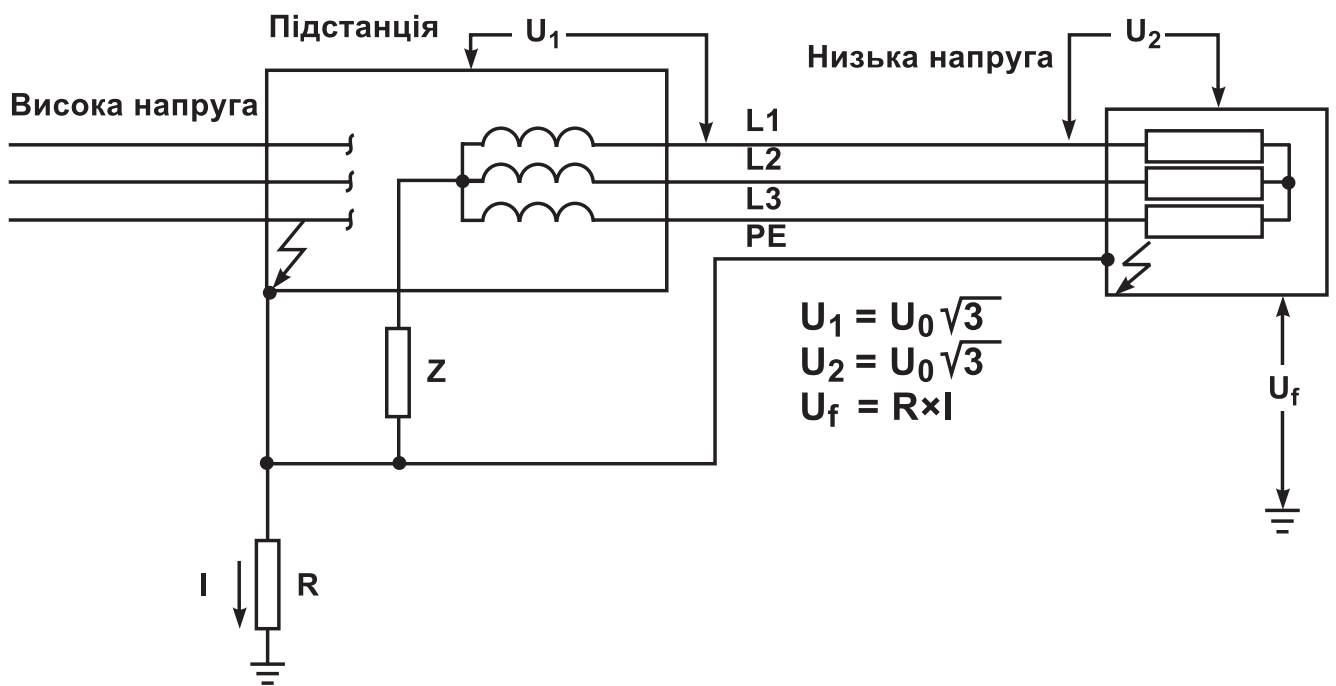 Підстанція
U1
Низька напруга
U2
Висока напруга
L1
L2
L3
PE
U1 = U0√3
U2 = U0√3
Uf = R×I
Z
Uf
I
R